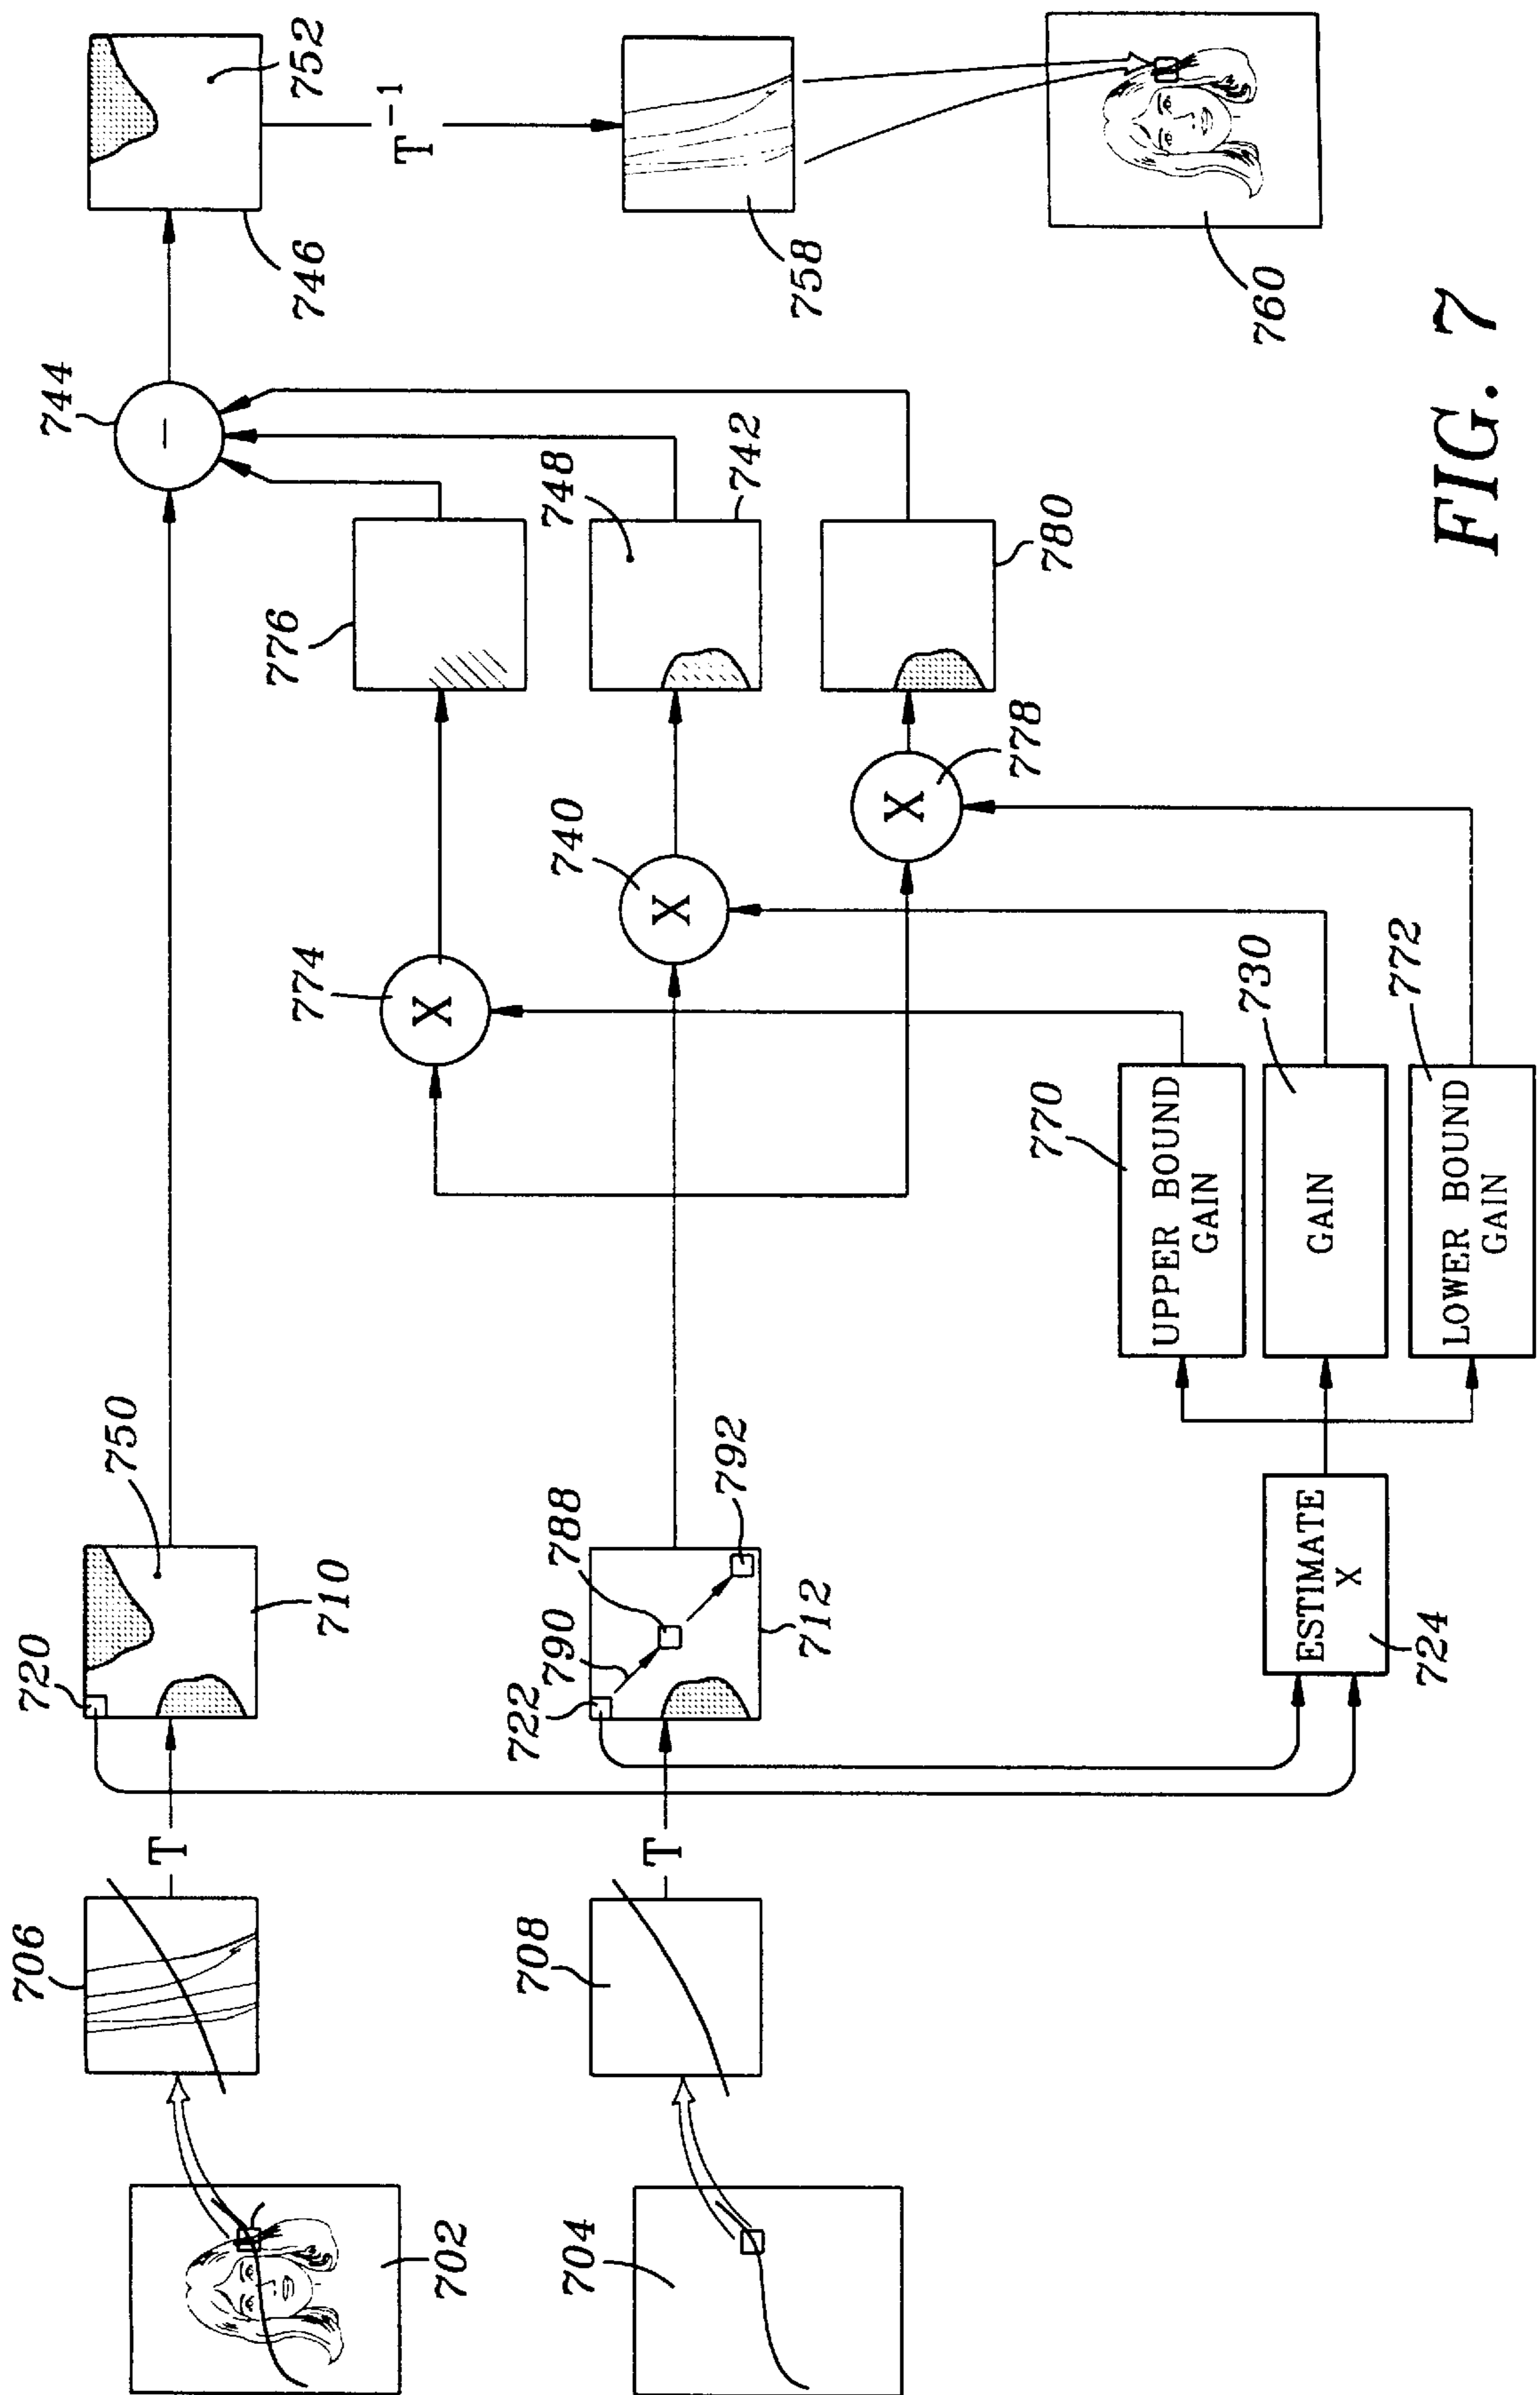 702
706
T
720
710
750
744
746
752
T⁻¹
758
760
704
708
T
722
790
788
792
712
774
776
740
748
742
778
780
ESTIMATE
X
724
770
UPPER BOUND
GAIN
730
GAIN
772
LOWER BOUND
GAIN
X
X
X
−
FIG. 7